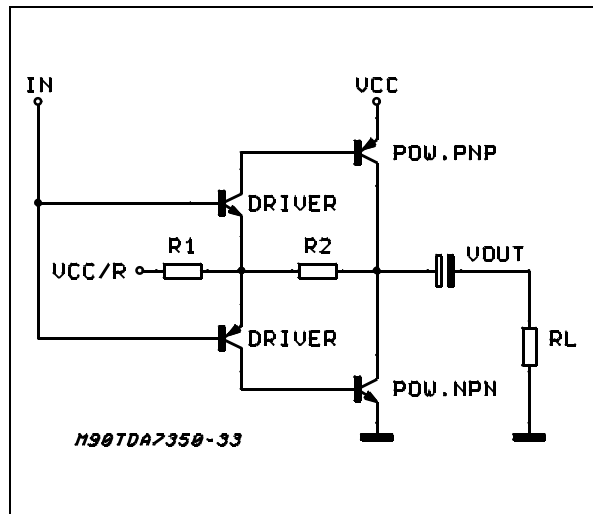 IN
VCC
POW.PNP
DRIVER
R1
R2
VCC/R
VOUT
DRIVER
RL
POW.NPN
M90TDA7350-33